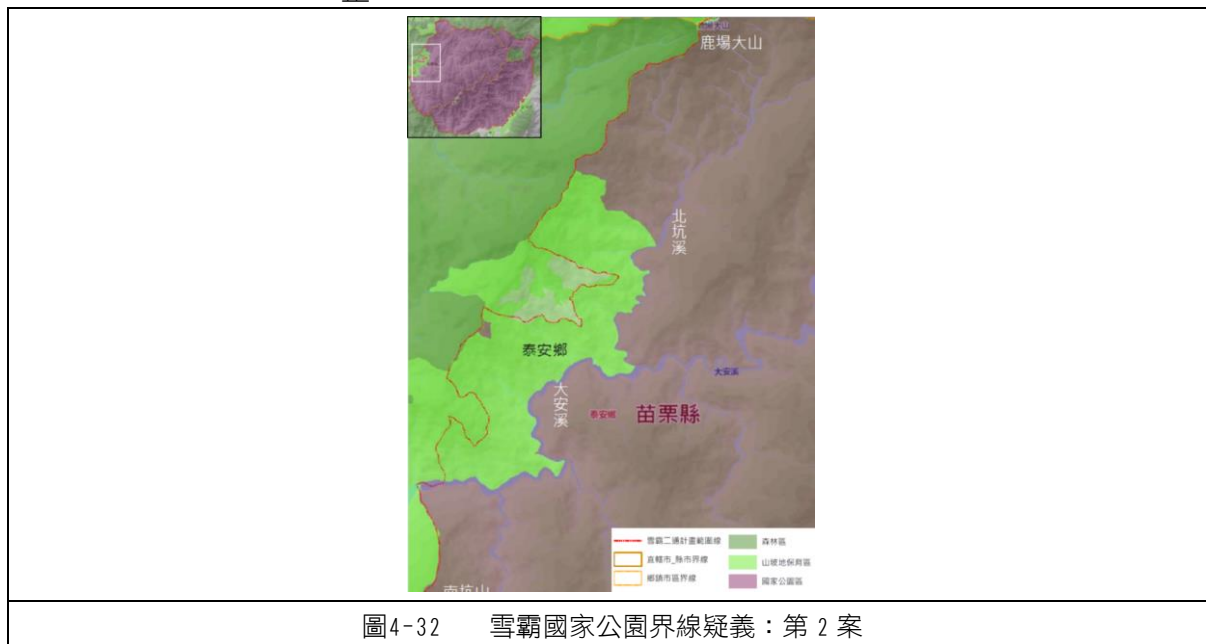 鹿場大山
北坑溪
泰安鄉
大安溪
大安溪
泰安鄉
苗栗縣
南坑山
雪霸二通計畫範圍線
直轄市_縣市界線
鄉鎮市區界線
森林區
山坡地保育區
國家公園區
圖4-32 雪霸國家公園界線疑義：第 2 案